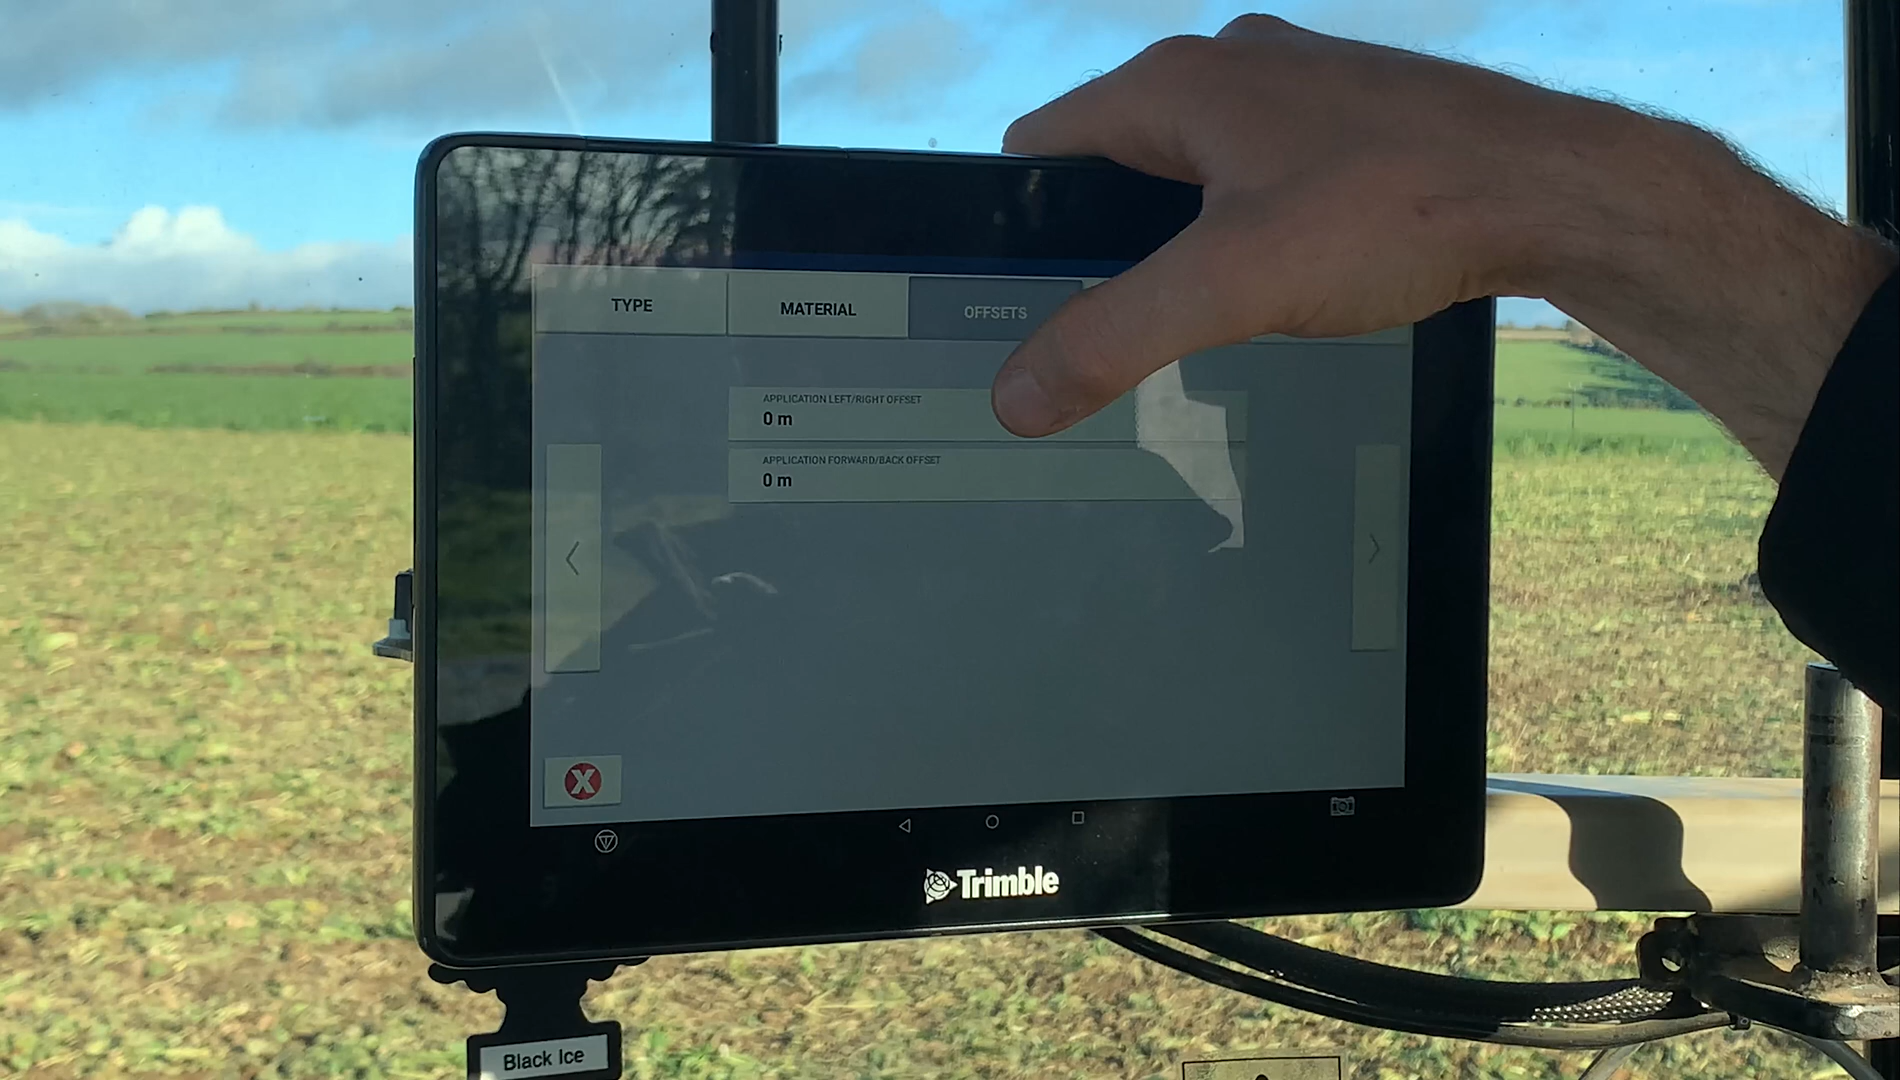 TYPE
MATERIAL
OFFSETS
APPLICATION LEFT/RIGHT OFFSET
0 m
APPLICATION FORWARD/BACK OFFSET
0 m
X
Trimble
Black Ice